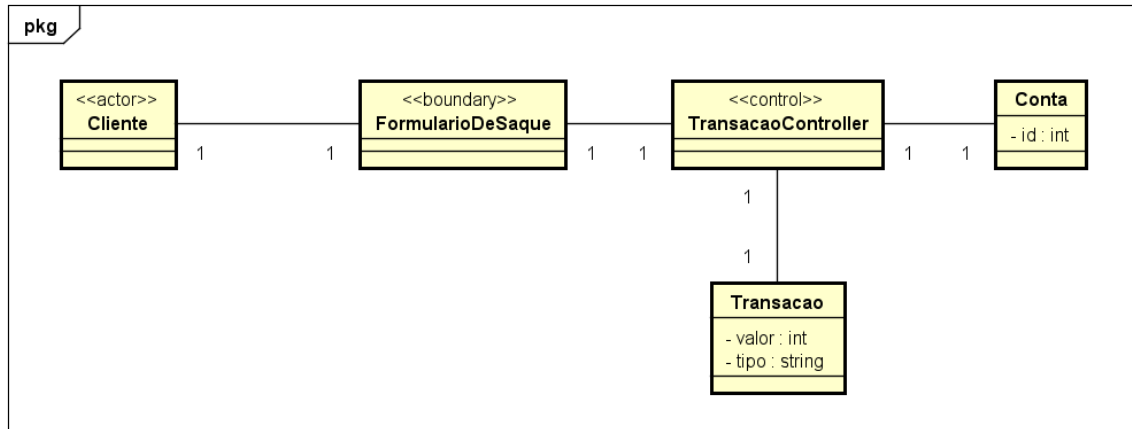 pkg
<<actor>>
Cliente
1
1
<<boundary>>
FormularioDeSaque
1
1
<<control>>
TransacaoController
1
1
Conta
- id : int
1
1
Transacao
- valor : int
- tipo : string